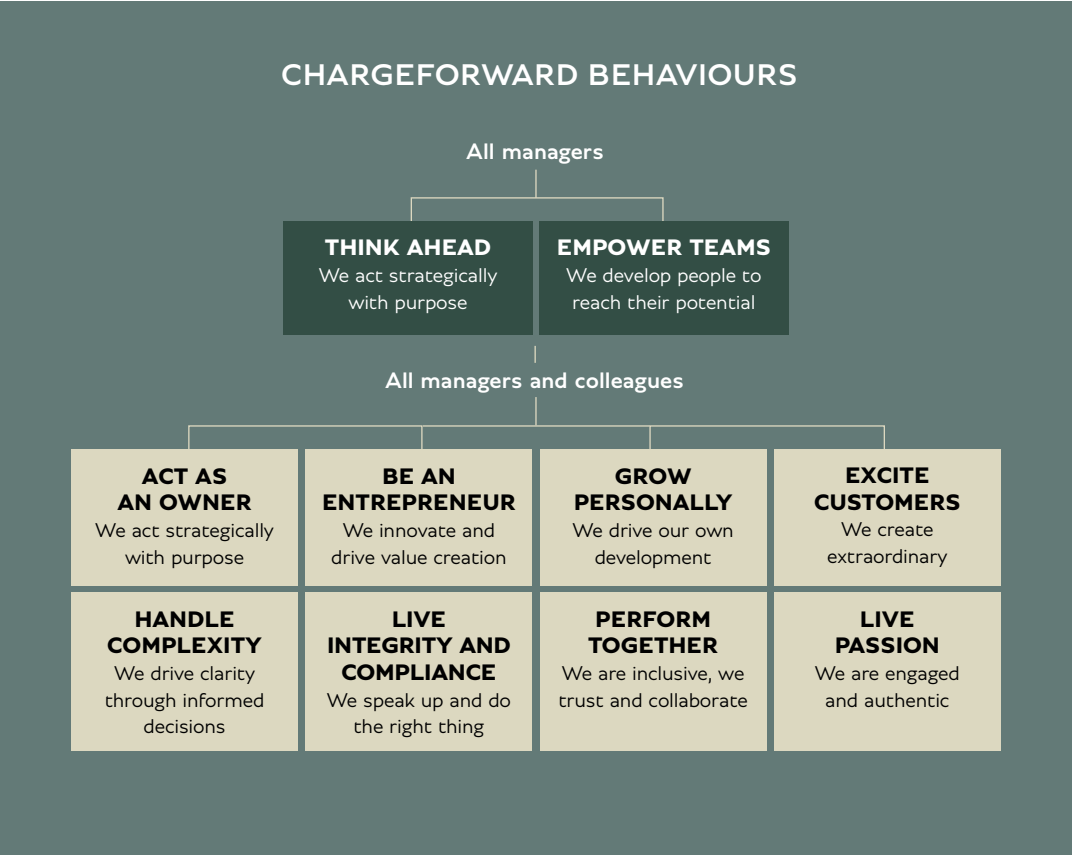 CHARGEFORWARD BEHAVIOURS
All managers
THINK AHEAD
We act strategically
with purpose
EMPOWER TEAMS
We develop people to
reach their potential
All managers and colleagues
ACT AS
AN OWNER
We act strategically
with purpose
BE AN
ENTREPRENEUR
We innovate and
drive value creation
GROW
PERSONALLY
We drive our own
development
EXCITE
CUSTOMERS
We create
extraordinary
HANDLE
COMPLEXITY
We drive clarity
through informed
decisions
LIVE
INTEGRITY AND
COMPLIANCE
We speak up and do
the right thing
PERFORM
TOGETHER
We are inclusive, we
trust and collaborate
LIVE
PASSION
We are engaged
and authentic